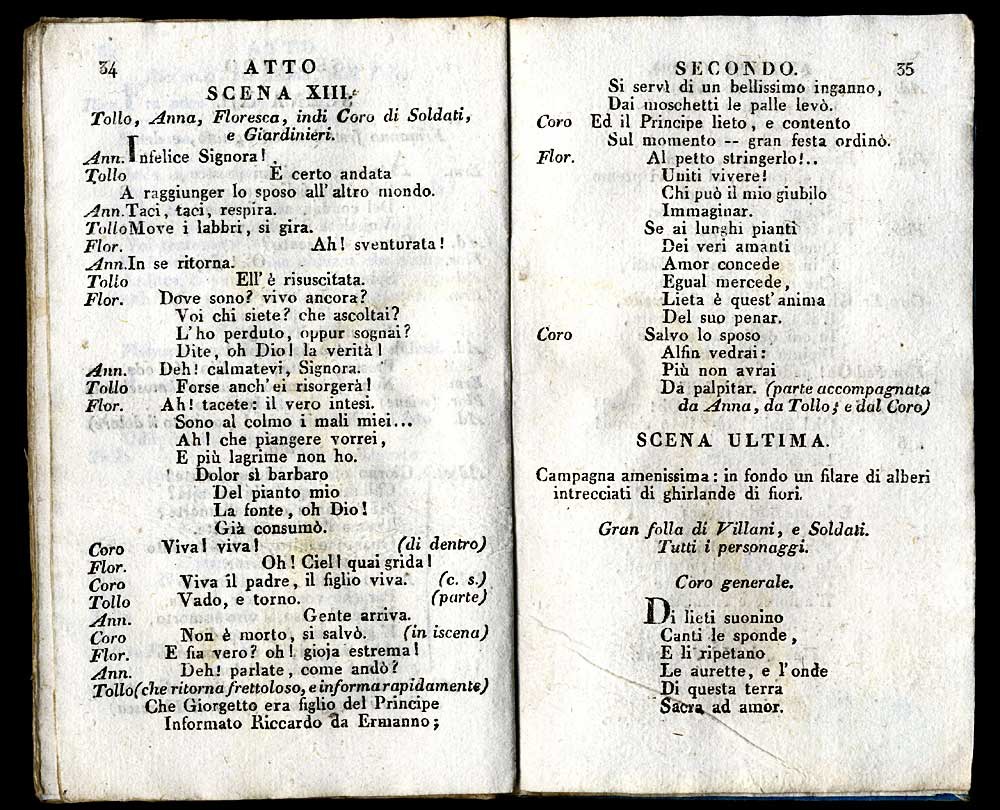 34 ATTO
SCENA XIII.
Tollo, Anna, Floresca, indi Coro di Soldati,
e Giardinieri.
Ann. Infelice Signora!
Tollo È certo andata
A raggiunger lo sposo all' altro mondo.
Ann. Taci, taci, respira.
Tollo Move i labbri, si gira.
Flor. Ah! sventurata!
Ann. In se ritorna.
Tollo Ell' è risuscitata.
Flor. Dove sono? vivo ancora?
Voi chi siete? che ascoltai?
L' ho perduto, oppur sognai?
Dite, oh Dio! la verità!
Ann. Deh! calmatevi, Signora.
Tollo Forse anch' ei risorgerà!
Flor. Ah! tacete: il vero intesi.
Sono al colmo i mali miei...
Ah! che piangere vorrei,
E più lagrime non ho.
Dolor sì barbaro
Del pianto mio
La fonte, oh Dio!
Già consumò.
Coro Viva! viva! (di dentro)
Flor. Oh! Ciel! quai grida!
Coro Viva il padre, il figlio viva. (c. s.)
Tollo Vado, e torno. (parte)
Ann. Gente arriva.
Coro Non è morto, si salvò. (in iscena)
Flor. E fia vero? oh! gioja estrema!
Ann. Deh! parlate, come andò?
Tollo (che ritorna frettoloso, e informa rapidamente)
Che Giorgetto era figlio del Principe
Informato Riccardo da Ermanno;
SECONDO. 35
Si servì di un bellissimo inganno,
Dai moschetti le palle levò.
Coro Ed il Principe lieto, e contento
Sul momento -- gran festa ordinò.
Flor. Al petto stringerlo!..
Uniti vivere!
Chi può il mio giubilo
Immaginar.
Se ai lunghi pianti
Dei veri amanti
Amor concede
Egual mercede,
Lieta è quest' anima
Del suo penar.
Coro Salvo lo sposo
Alfin vedrai:
Più non avrai
Da palpitar. (parte accompagnata
da Anna, da Tollo; e dal Coro)
SCENA ULTIMA.
Campagna amenissima: in fondo un filare di alberi
intrecciati di ghirlande di fiori.
Gran folla di Villani, e Soldati.
Tutti i personaggi.
Coro generale.
Di lieti suonino
Canti le sponde,
E li ripetano
Le aurette, e l' onde
Di questa terra
Sacra ad amor.